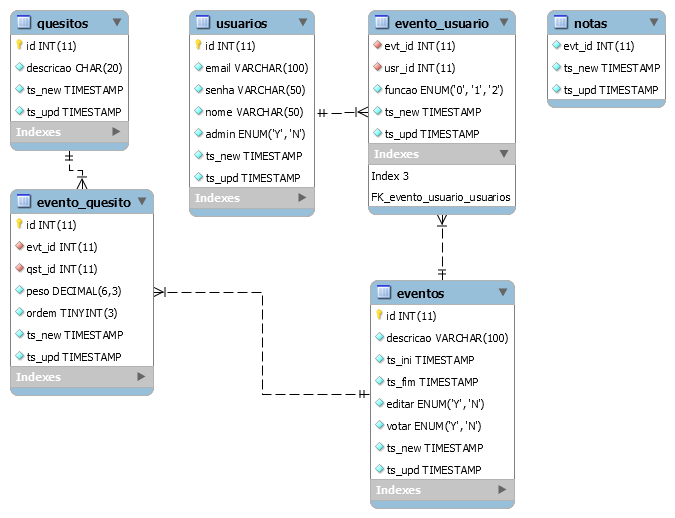 quesitos
id INT(11)
descricao CHAR(20)
ts_new TIMESTAMP
ts_upd TIMESTAMP
Indexes
usuarios
id INT(11)
email VARCHAR(100)
senha VARCHAR(50)
nome VARCHAR(50)
admin ENUM('Y','N')
ts_new TIMESTAMP
ts_upd TIMESTAMP
Indexes
evento_usuario
evt_id INT(11)
usr_id INT(11)
funcao ENUM('0','1','2')
ts_new TIMESTAMP
ts_upd TIMESTAMP
Indexes
Index 3
FK_evento_usuario_usuarios
notas
evt_id INT(11)
ts_new TIMESTAMP
ts_upd TIMESTAMP
evento_quesito
id INT(11)
evt_id INT(11)
qst_id INT(11)
peso DECIMAL(6,3)
ordem TINYINT(3)
ts_new TIMESTAMP
ts_upd TIMESTAMP
Indexes
eventos
id INT(11)
descricao VARCHAR(100)
ts_ini TIMESTAMP
ts_fim TIMESTAMP
editar ENUM('Y','N')
votar ENUM('Y','N')
ts_new TIMESTAMP
ts_upd TIMESTAMP
Indexes